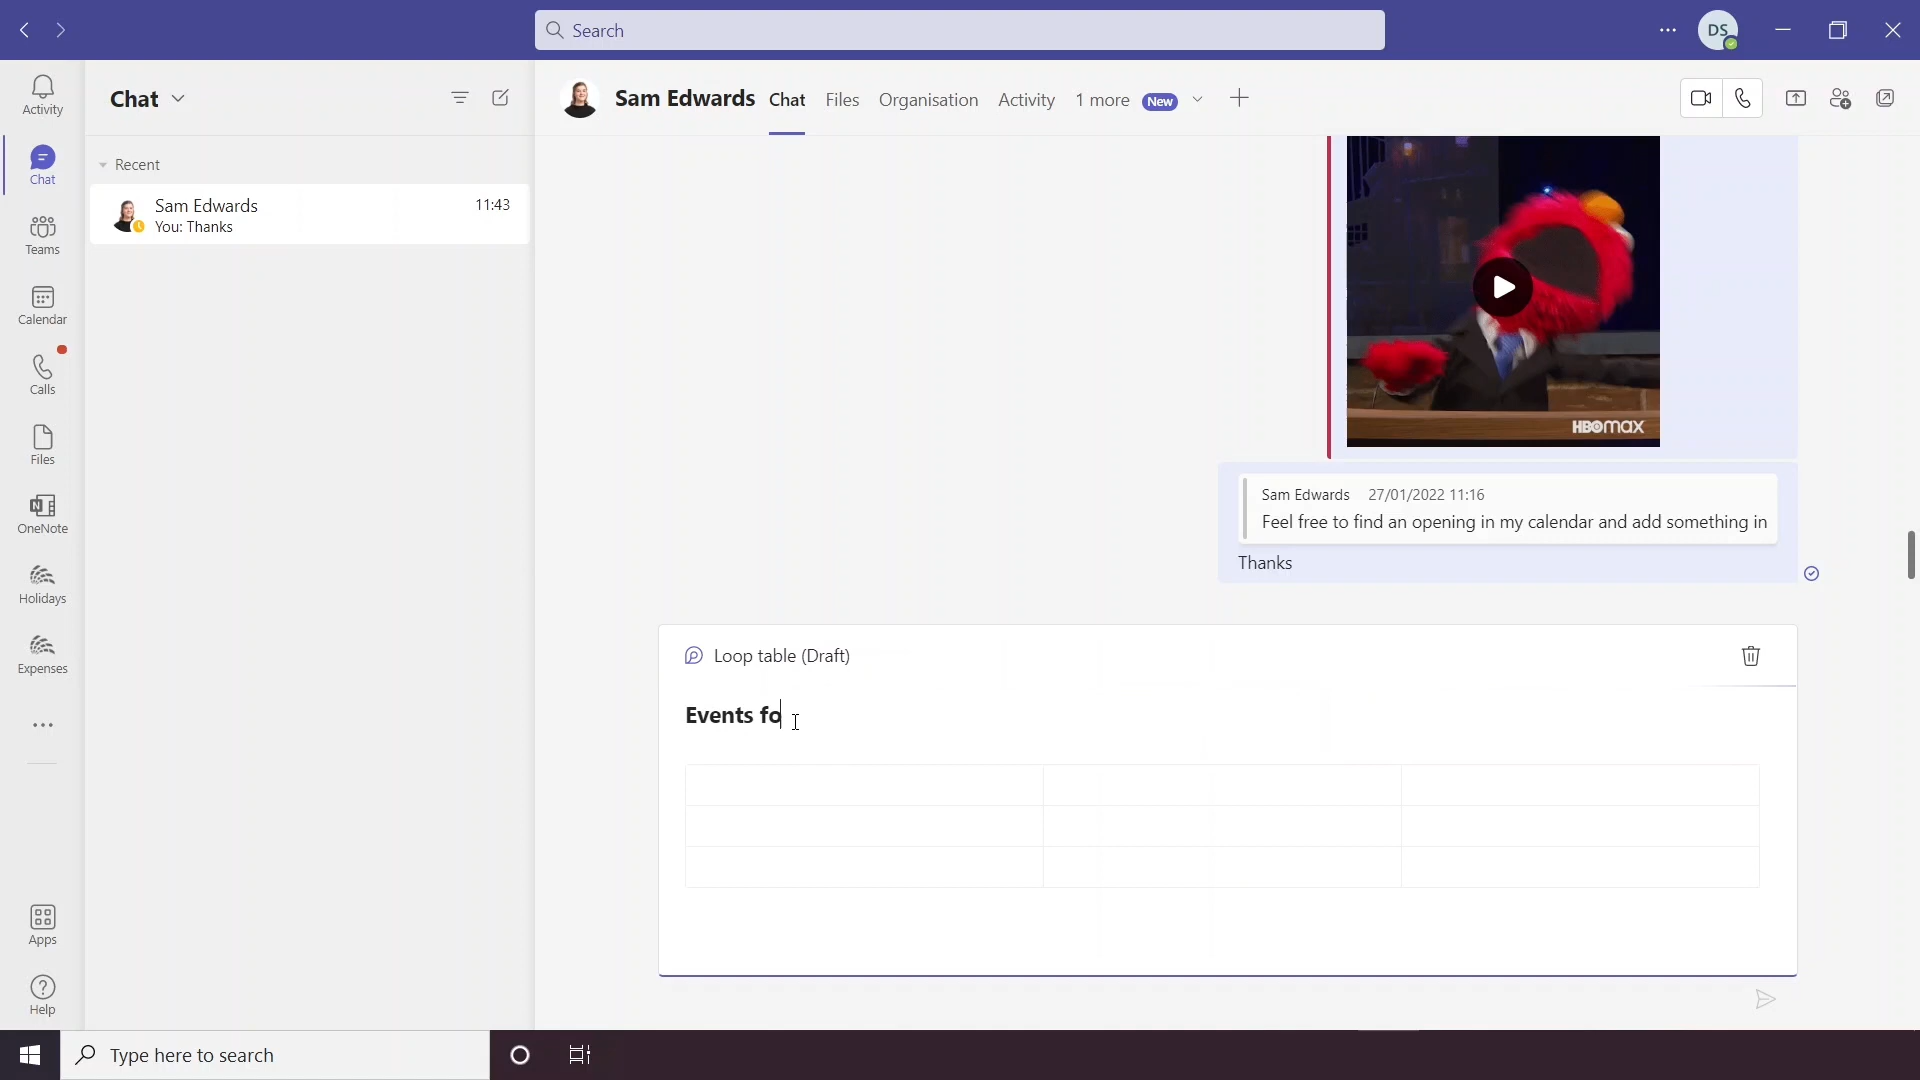 Search
DS
Activity
Chat
Teams
Calendar
Calls
Files
OneNote
Holidays
Expenses
Apps
Help
Chat
Recent
Sam Edwards
11:43
You: Thanks
Sam Edwards Chat Files Organisation Activity 1 more New
HBOmax
Sam Edwards 27/01/2022 11:16
Feel free to find an opening in my calendar and add something in
Thanks
Loop table (Draft)
Events fo
Type here to search